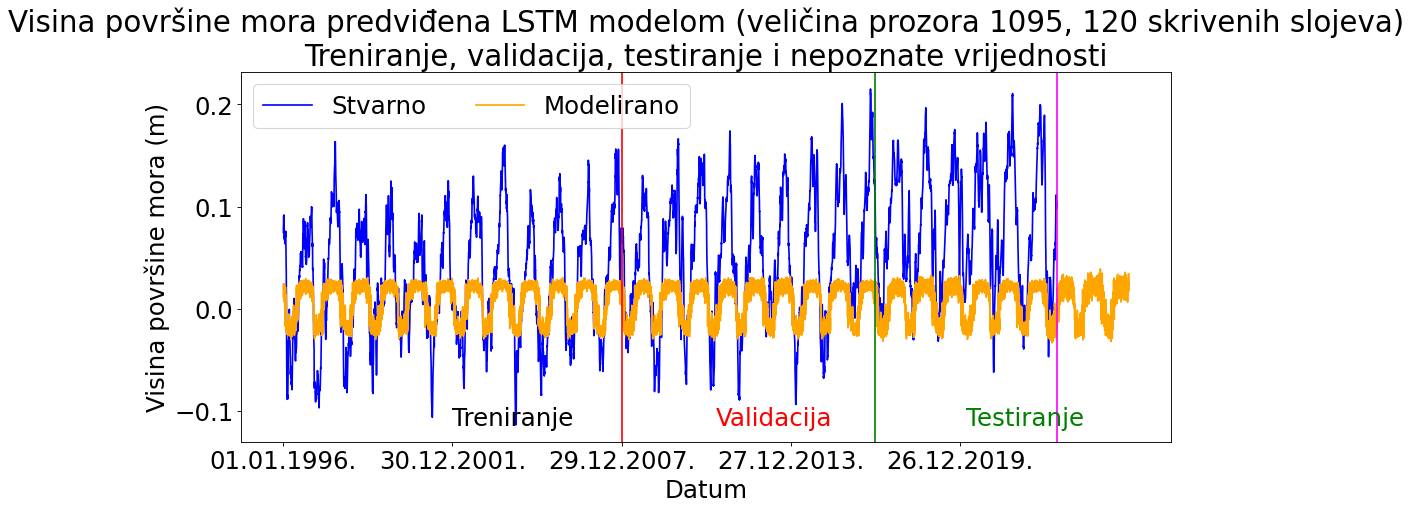 Visina površine mora predviđena LSTM modelom (veličina prozora 1095, 120 skrivenih slojeva)
Treniranje, validacija, testiranje i nepoznate vrijednosti
Stvarno Modelirano
Visina površine mora (m)
0.2
0.1
0.0
−0.1
Treniranje Validacija Testiranje
01.01.1996. 30.12.2001. 29.12.2007. 27.12.2013. 26.12.2019.
Datum